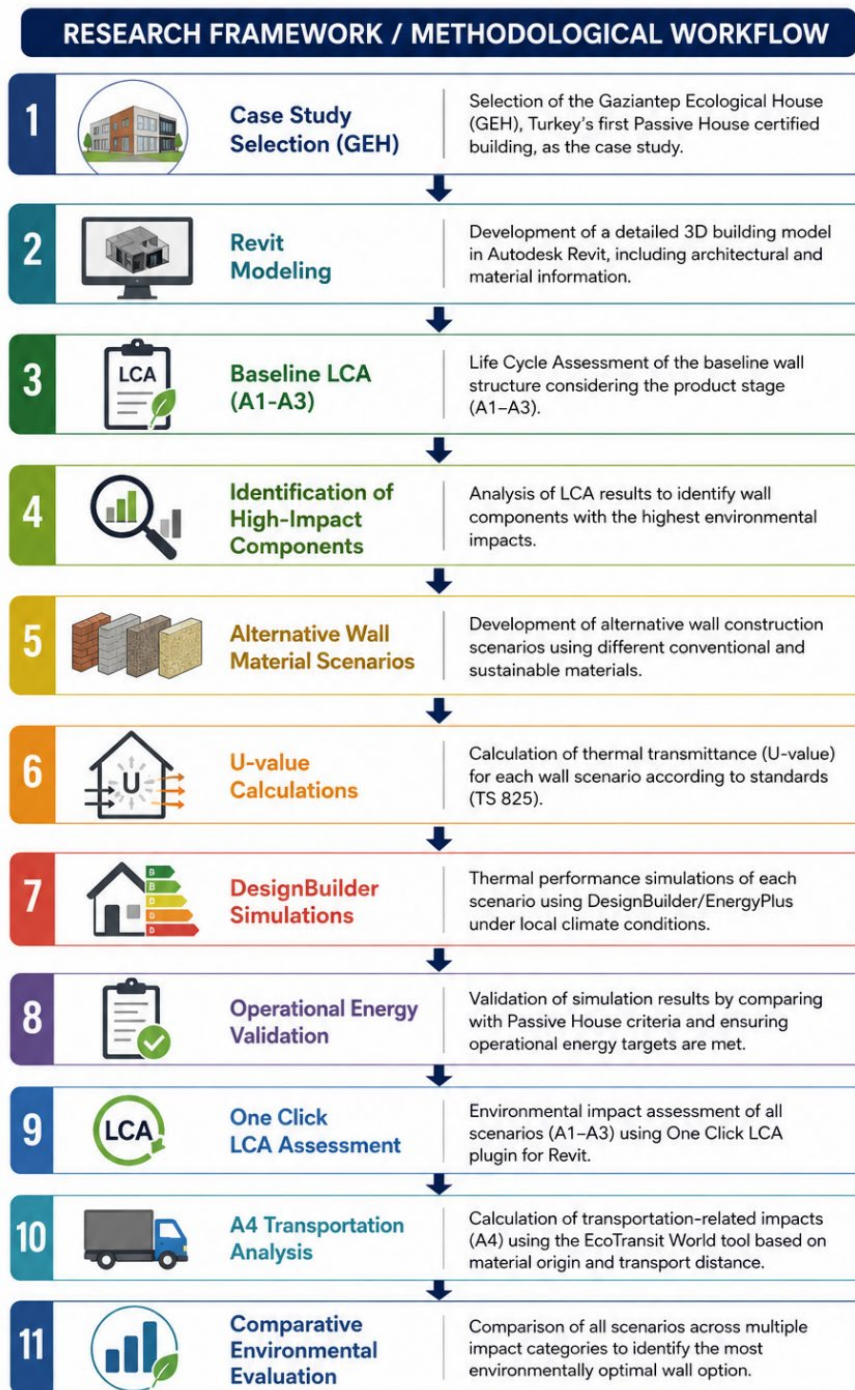 RESEARCH FRAMEWORK / METHODOLOGICAL WORKFLOW
1
Case Study
Selection (GEH)
Selection of the Gaziantep Ecological House
(GEH), Turkey's first Passive House certified
building, as the case study.
2
Revit
Modeling
Development of a detailed 3D building model
in Autodesk Revit, including architectural and
material information.
3
LCA
Baseline LCA
(A1-A3)
Life Cycle Assessment of the baseline wall
structure considering the product stage
(A1–A3).
4
Identification of
High-Impact
Components
Analysis of LCA results to identify wall
components with the highest environmental
impacts.
5
Alternative Wall
Material Scenarios
Development of alternative wall construction
scenarios using different conventional and
sustainable materials.
6
U
U-value
Calculations
Calculation of thermal transmittance (U-value)
for each wall scenario according to standards
(TS 825).
7
DesignBuilder
Simulations
Thermal performance simulations of each
scenario using DesignBuilder/EnergyPlus
under local climate conditions.
8
Operational Energy
Validation
Validation of simulation results by comparing
with Passive House criteria and ensuring
operational energy targets are met.
9
LCA
One Click
LCA Assessment
Environmental impact assessment of all
scenarios (A1–A3) using One Click LCA
plugin for Revit.
10
A4 Transportation
Analysis
Calculation of transportation-related impacts
(A4) using the EcoTransit World tool based on
material origin and transport distance.
11
Comparative
Environmental
Evaluation
Comparison of all scenarios across multiple
impact categories to identify the most
environmentally optimal wall option.